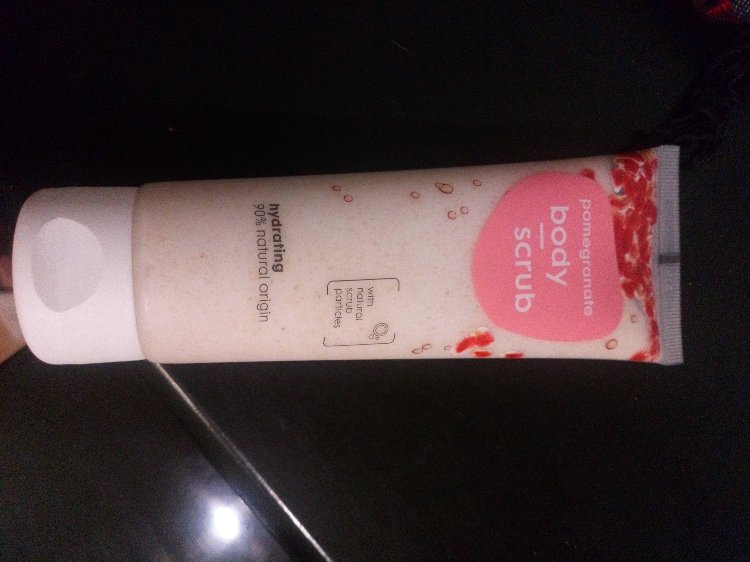 pomegranate
body
scrub
with
natural
scrub
particles
hydrating
90% natural origin